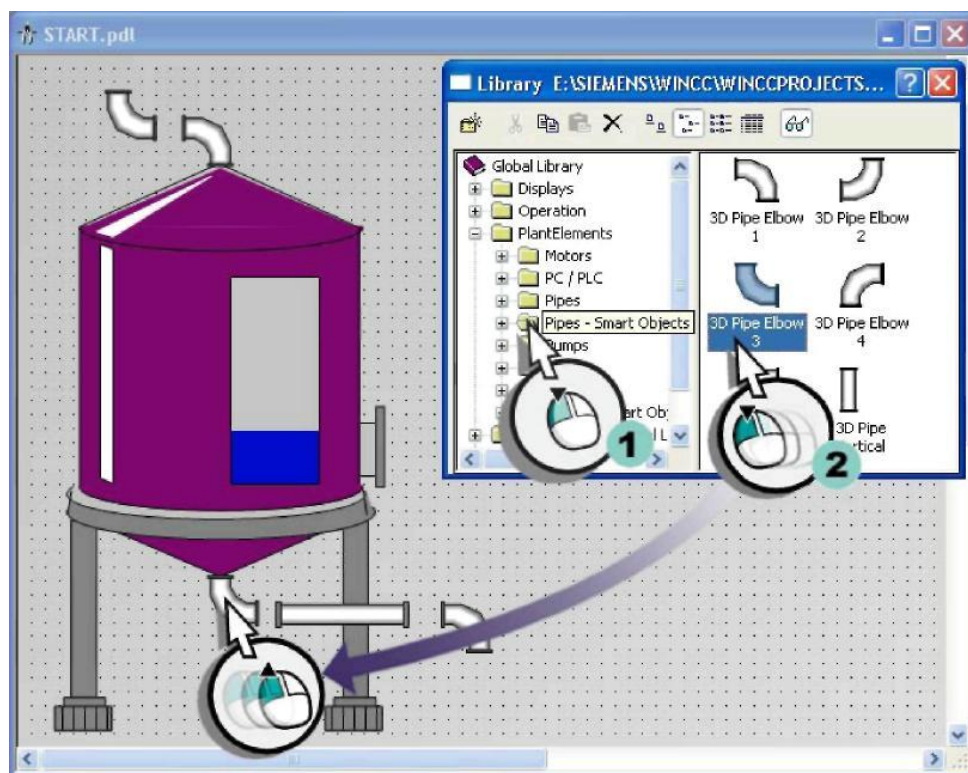 START.pdl
Library E:\SIEMENS\WINCC\WINCCPROJECTS...
Global Library
Displays
Operation
PlantElements
Motors
PC / PLC
Pipes
Pipes - Smart Objects
Pumps
1
3D Pipe Elbow
1
3D Pipe Elbow
2
3D Pipe Elbow
3
3D Pipe Elbow
4
3D Pipe
2